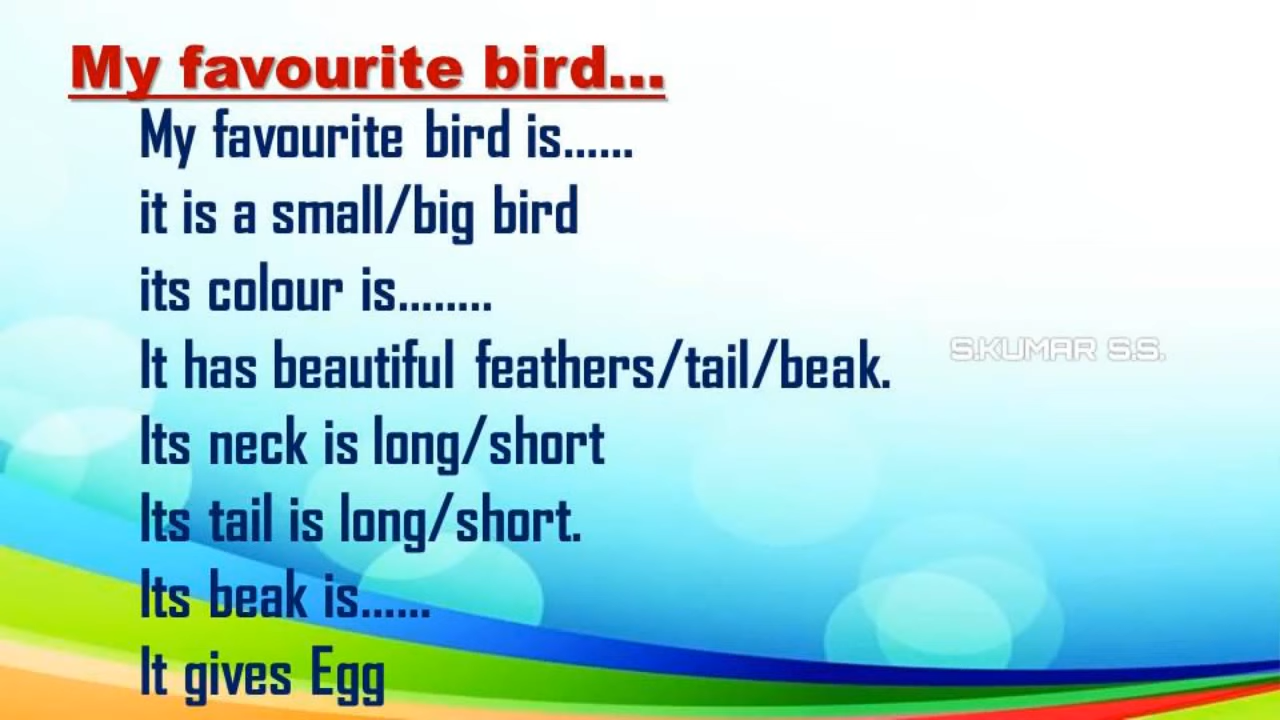 My favourite bird...
My favourite bird is......
it is a small/big bird
its colour is........
It has beautiful feathers/tail/beak.
S.KUMAR S.S.
Its neck is long/short
Its tail is long/short.
Its beak is......
It gives Egg